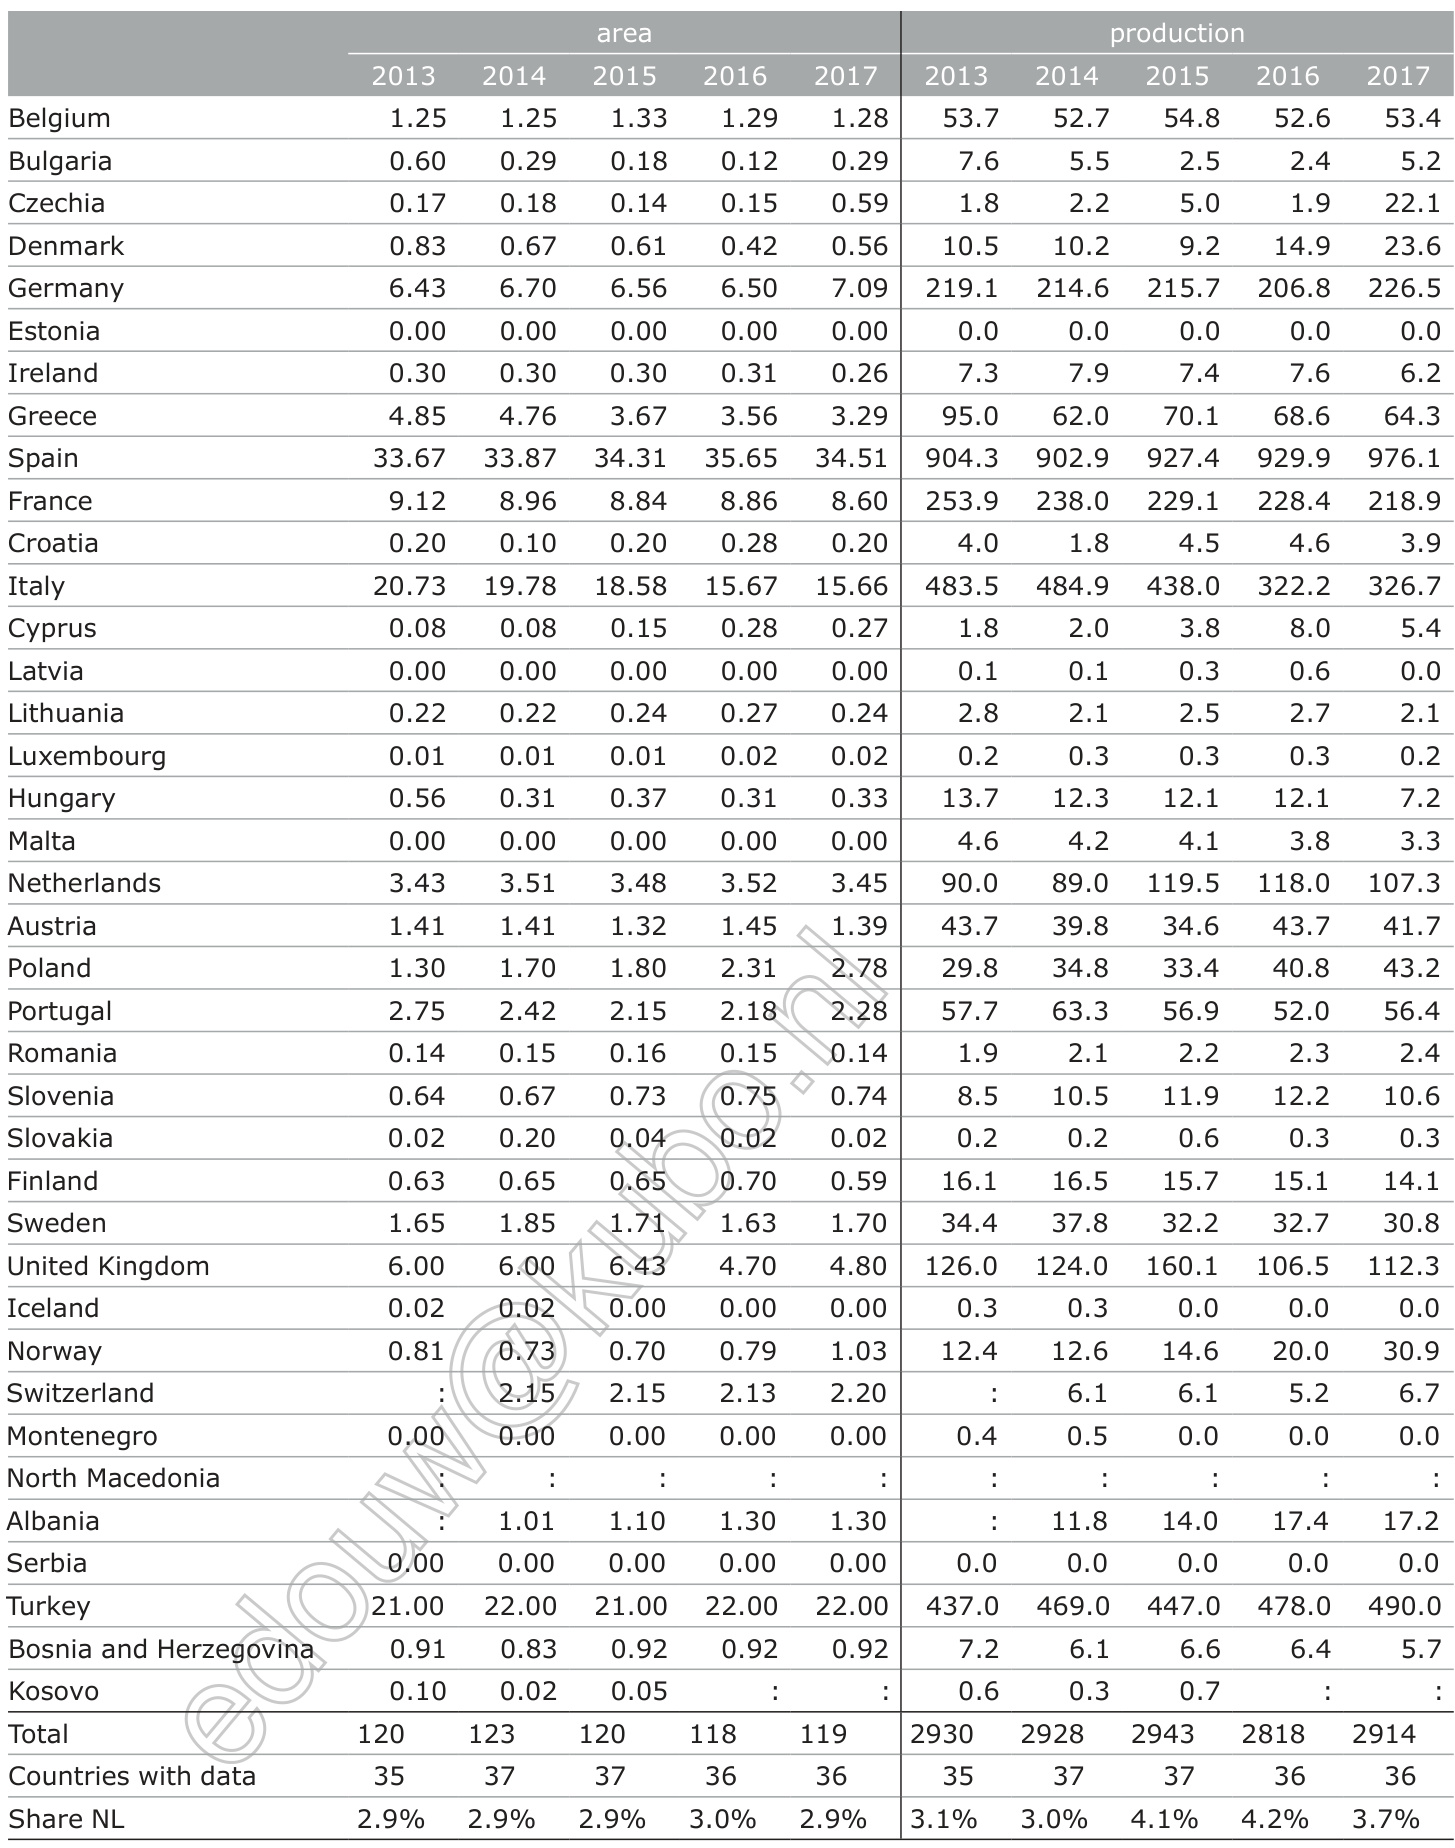 area production
2013 2014 2015 2016 2017 2013 2014 2015 2016 2017
Belgium 1.25 1.25 1.33 1.29 1.28 53.7 52.7 54.8 52.6 53.4
Bulgaria 0.60 0.29 0.18 0.12 0.29 7.6 5.5 2.5 2.4 5.2
Czechia 0.17 0.18 0.14 0.15 0.59 1.8 2.2 5.0 1.9 22.1
Denmark 0.83 0.67 0.61 0.42 0.56 10.5 10.2 9.2 14.9 23.6
Germany 6.43 6.70 6.56 6.50 7.09 219.1 214.6 215.7 206.8 226.5
Estonia 0.00 0.00 0.00 0.00 0.00 0.0 0.0 0.0 0.0 0.0
Ireland 0.30 0.30 0.30 0.31 0.26 7.3 7.9 7.4 7.6 6.2
Greece 4.85 4.76 3.67 3.56 3.29 95.0 62.0 70.1 68.6 64.3
Spain 33.67 33.87 34.31 35.65 34.51 904.3 902.9 927.4 929.9 976.1
France 9.12 8.96 8.84 8.86 8.60 253.9 238.0 229.1 228.4 218.9
Croatia 0.20 0.10 0.20 0.28 0.20 4.0 1.8 4.5 4.6 3.9
Italy 20.73 19.78 18.58 15.67 15.66 483.5 484.9 438.0 322.2 326.7
Cyprus 0.08 0.08 0.15 0.28 0.27 1.8 2.0 3.8 8.0 5.4
Latvia 0.00 0.00 0.00 0.00 0.00 0.1 0.1 0.3 0.6 0.0
Lithuania 0.22 0.22 0.24 0.27 0.24 2.8 2.1 2.5 2.7 2.1
Luxembourg 0.01 0.01 0.01 0.02 0.02 0.2 0.3 0.3 0.3 0.2
Hungary 0.56 0.31 0.37 0.31 0.33 13.7 12.3 12.1 12.1 7.2
Malta 0.00 0.00 0.00 0.00 0.00 4.6 4.2 4.1 3.8 3.3
Netherlands 3.43 3.51 3.48 3.52 3.45 90.0 89.0 119.5 118.0 107.3
Austria 1.41 1.41 1.32 1.45 1.39 43.7 39.8 34.6 43.7 41.7
Poland 1.30 1.70 1.80 2.31 2.78 29.8 34.8 33.4 40.8 43.2
Portugal 2.75 2.42 2.15 2.18 2.28 57.7 63.3 56.9 52.0 56.4
Romania 0.14 0.15 0.16 0.15 0.14 1.9 2.1 2.2 2.3 2.4
Slovenia 0.64 0.67 0.73 0.75 0.74 8.5 10.5 11.9 12.2 10.6
Slovakia 0.02 0.20 0.04 0.02 0.02 0.2 0.2 0.6 0.3 0.3
Finland 0.63 0.65 0.65 0.70 0.59 16.1 16.5 15.7 15.1 14.1
Sweden 1.65 1.85 1.71 1.63 1.70 34.4 37.8 32.2 32.7 30.8
United Kingdom 6.00 6.00 6.43 4.70 4.80 126.0 124.0 160.1 106.5 112.3
Iceland 0.02 0.02 0.00 0.00 0.00 0.3 0.3 0.0 0.0 0.0
Norway 0.81 0.73 0.70 0.79 1.03 12.4 12.6 14.6 20.0 30.9
Switzerland : 2.15 2.15 2.13 2.20 : 6.1 6.1 5.2 6.7
Montenegro 0.00 0.00 0.00 0.00 0.00 0.4 0.5 0.0 0.0 0.0
North Macedonia : : : : : : : : : :
Albania : 1.01 1.10 1.30 1.30 : 11.8 14.0 17.4 17.2
Serbia 0.00 0.00 0.00 0.00 0.00 0.0 0.0 0.0 0.0 0.0
Turkey 21.00 22.00 21.00 22.00 22.00 437.0 469.0 447.0 478.0 490.0
Bosnia and Herzegovina 0.91 0.83 0.92 0.92 0.92 7.2 6.1 6.6 6.4 5.7
Kosovo 0.10 0.02 0.05 : : 0.6 0.3 0.7 : :
Total 120 123 120 118 119 2930 2928 2943 2818 2914
Countries with data 35 37 37 36 36 35 37 37 36 36
Share NL 2.9% 2.9% 2.9% 3.0% 2.9% 3.1% 3.0% 4.1% 4.2% 3.7%
edouw@kubo.nl